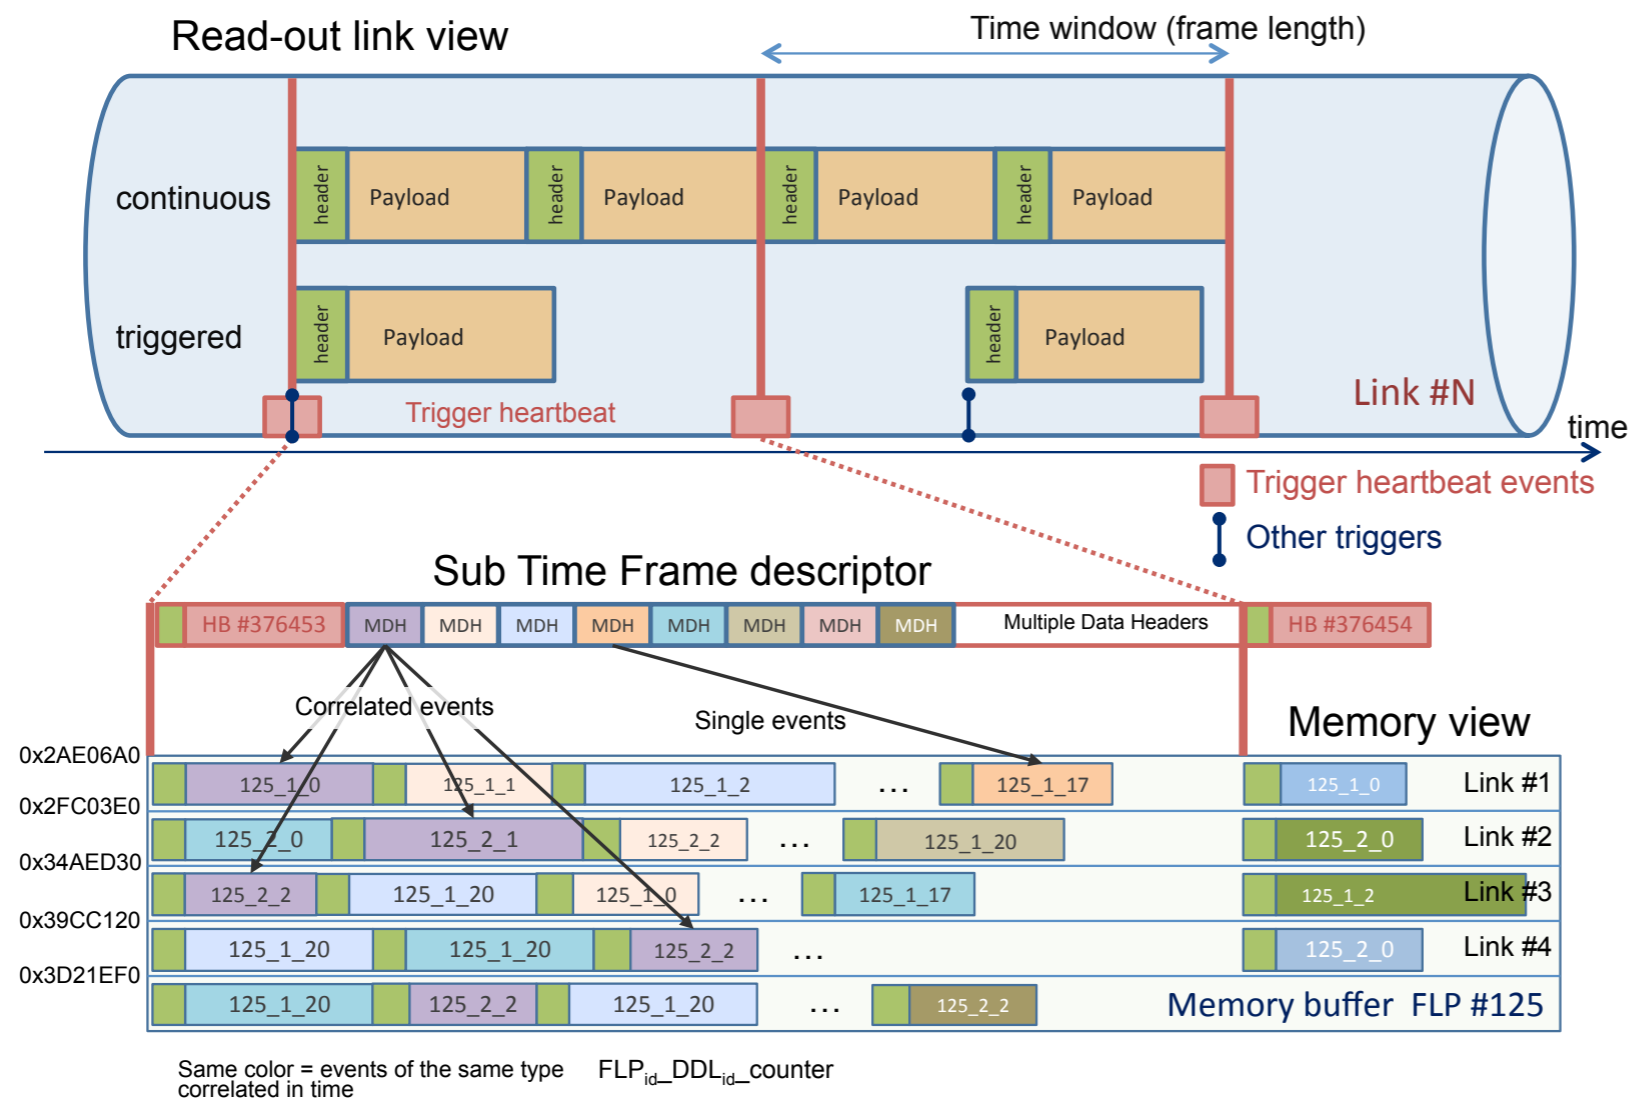 Read-out link view
Time window (frame length)
continuous
header
Payload
header
Payload
header
Payload
header
Payload
triggered
header
Payload
header
Payload
Trigger heartbeat
Link #N
time
Trigger heartbeat events
Other triggers
Sub Time Frame descriptor
HB #376453
MDH
MDH
MDH
MDH
MDH
MDH
MDH
MDH
Multiple Data Headers
HB #376454
Correlated events
Single events
Memory view
0x2AE06A0
125_1_0
125_1_1
125_1_2
...
125_1_17
125_1_0
Link #1
0x2FC03E0
125_2_0
125_2_1
125_2_2
...
125_1_20
125_2_0
Link #2
0x34AED30
125_2_2
125_1_20
125_1_0
...
125_1_17
125_1_2
Link #3
0x39CC120
125_1_20
125_1_20
125_2_2
...
125_2_0
Link #4
0x3D21EF0
125_1_20
125_2_2
125_1_20
...
125_2_2
Memory buffer FLP #125
Same color = events of the same type
correlated in time
FLPid_DDLid_counter